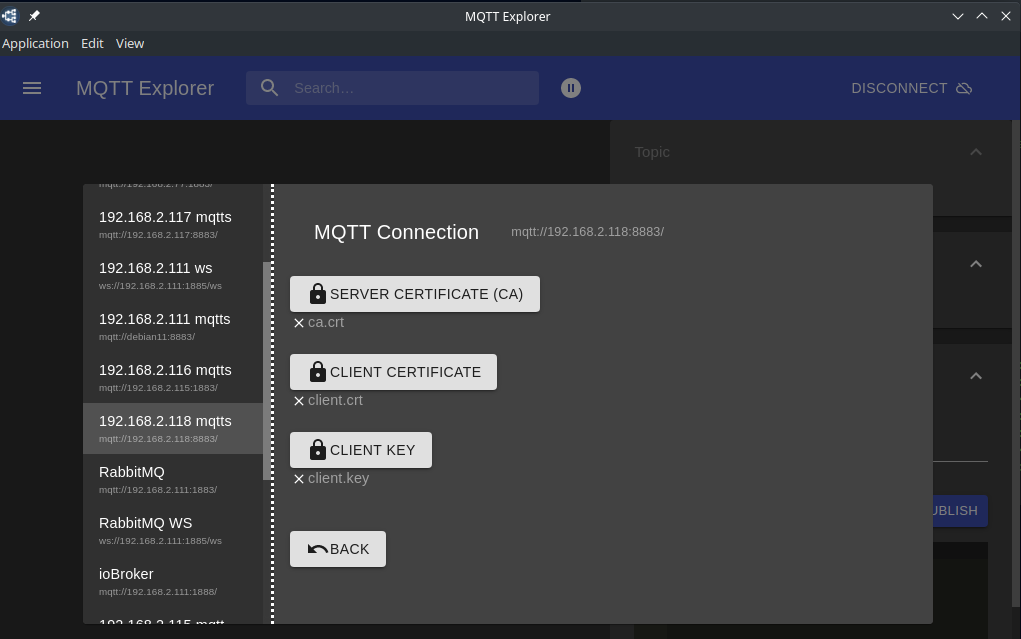 MQTT Explorer
Application Edit View
MQTT Explorer
Search...
DISCONNECT
Topic
192.168.2.117 mqtts
mqtt://192.168.2.117:8883/
192.168.2.111 ws
ws://192.168.2.111:1885/ws
192.168.2.111 mqtts
mqtt://debian11:8883/
192.168.2.116 mqtts
mqtt://192.168.2.115:1883/
192.168.2.118 mqtts
mqtt://192.168.2.118:8883/
RabbitMQ
mqtt://192.168.2.111:1883/
RabbitMQ WS
ws://192.168.2.111:1885/ws
ioBroker
mqtt://192.168.2.111:1888/
192.168.2.115 mqtt
MQTT Connection
mqtt://192.168.2.118:8883/
SERVER CERTIFICATE (CA)
ca.crt
CLIENT CERTIFICATE
client.crt
CLIENT KEY
client.key
BACK
UBLISH